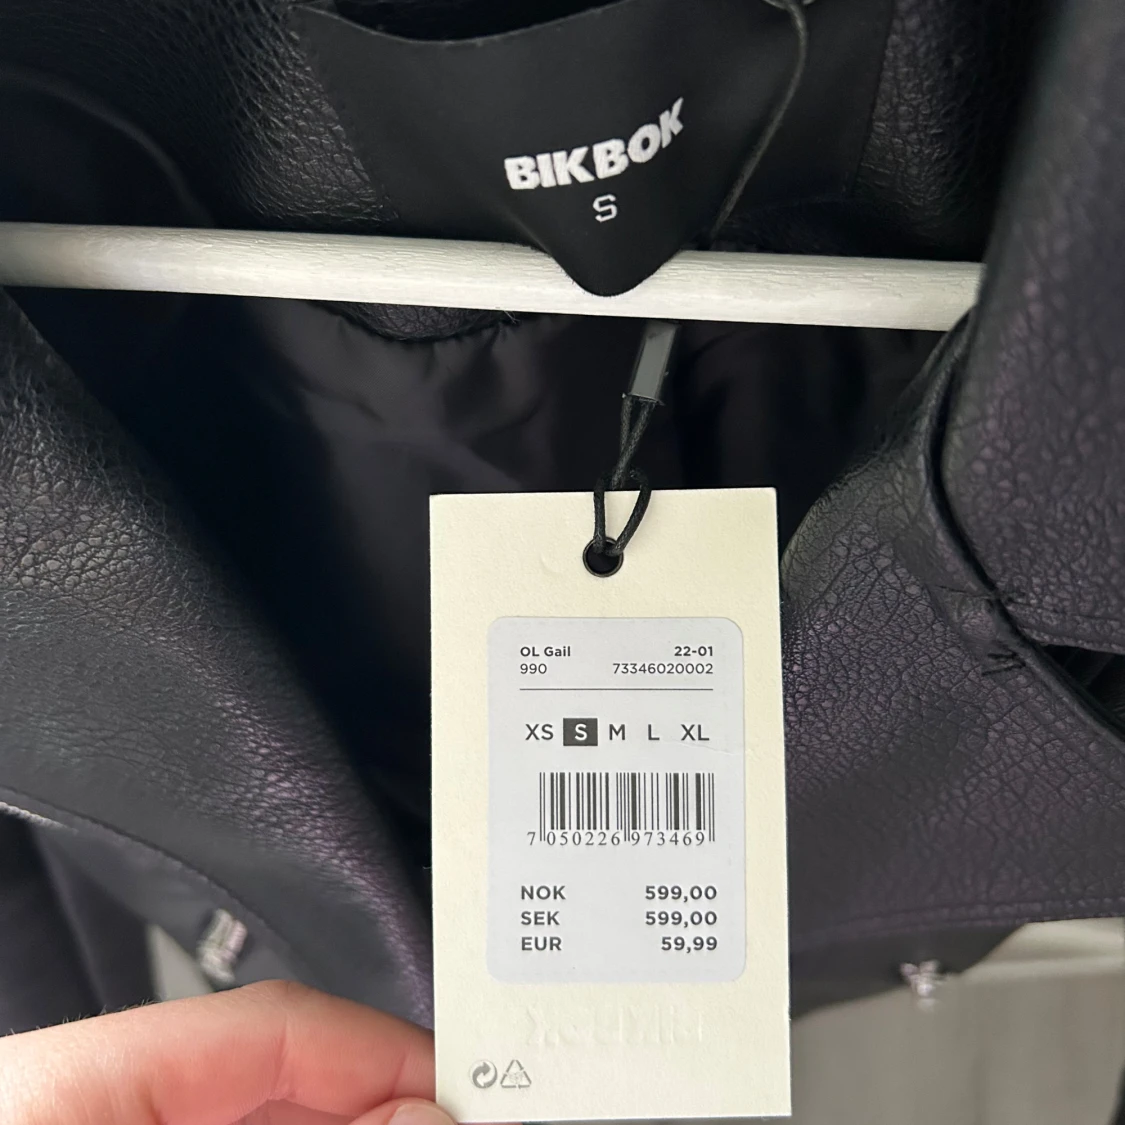 BIKBOK
S
OL Gail 22-01
990 73346020002
XS S M L XL
7 050226 973469
NOK 599,00
SEK 599,00
EUR 59,99
BIKBOK